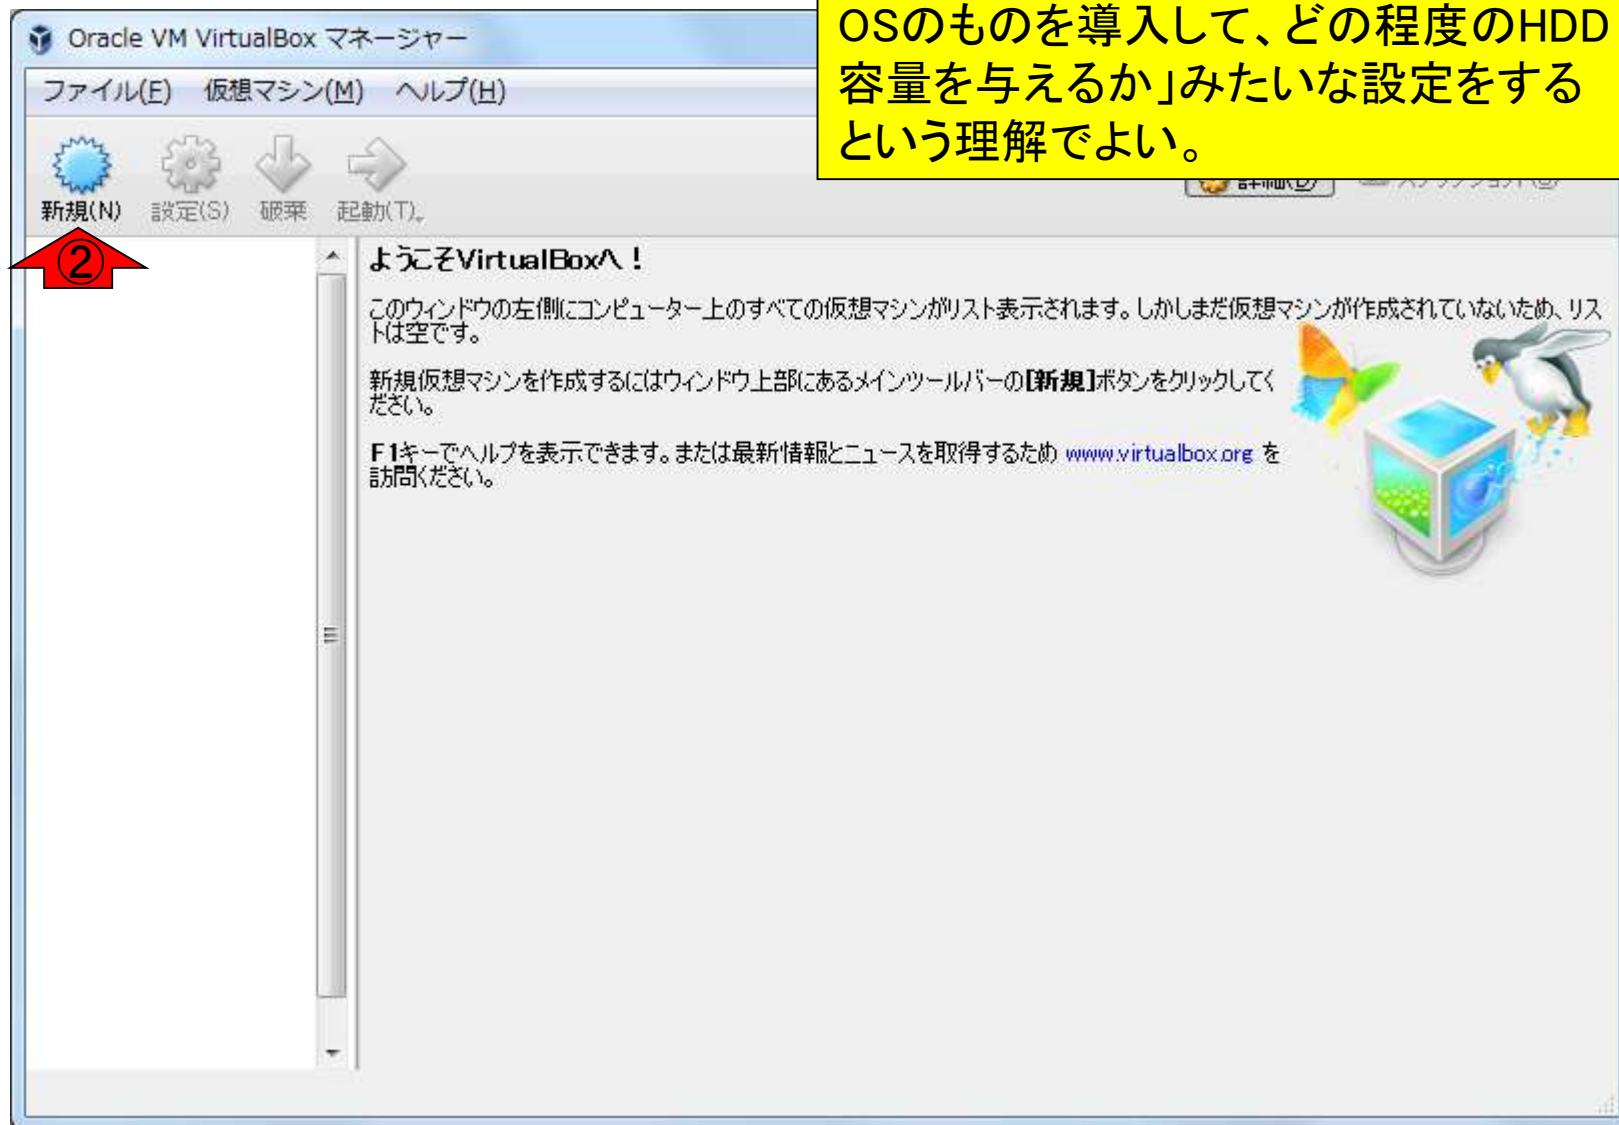 OSのものを導入して、どの程度のHDD
容量を与えるか」みたいな設定をする
という理解でよい。
Oracle VM VirtualBox マネージャー
ファイル(F) 仮想マシン(M) ヘルプ(H)
新規(N) 設定(S) 破棄 起動(T)
②
ようこそVirtualBoxへ！
このウィンドウの左側にコンピューター上のすべての仮想マシンがリスト表示されます。しかしまだ仮想マシンが作成されていないため、リス
トは空です。
新規仮想マシンを作成するにはウィンドウ上部にあるメインツールバーの[新規]ボタンをクリックしてく
ださい。
F1キーでヘルプを表示できます。または最新情報とニュースを取得するため www.virtualbox.org を
訪問ください。